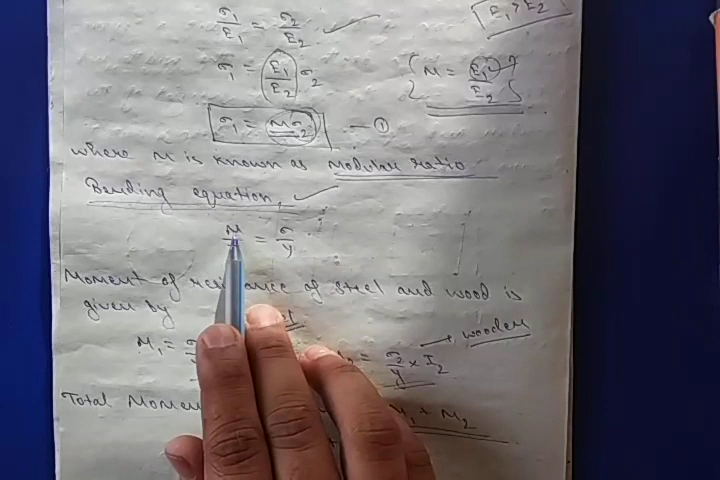 E₁ > E₂
σ₁/E₁ = σ₂/E₂
σ₁ = E₁/E₂ σ₂
M = E₁/E₂
σ₁ = Mσ₂ — ①
where M is known as Modular ratio
Bending equation,
M = σ/y
Moment of resistance of steel and wood is
given by
M₁ = σ₂/y × I₂ → wooden
Total Momen M₁ + M₂